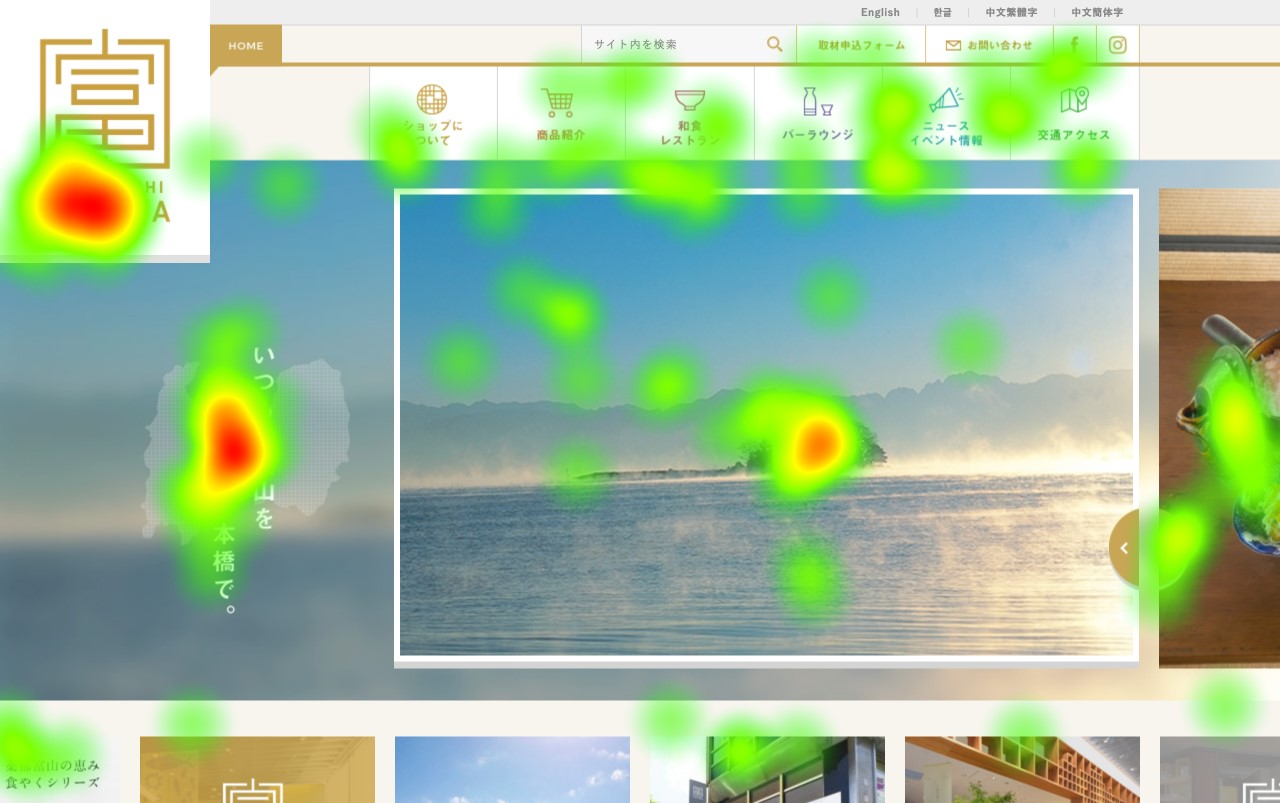 English
한글
中文繁體字
中文简体字
HOME
サイト内を検索
取材申込フォーム
お問い合わせ
富
HI
A
ショップに
ついて
商品紹介
和食
レストラン
バーラウンジ
ニュース
イベント情報
交通アクセス
いつ
山を
本橋で。
富山の恵み
食やくシリーズ